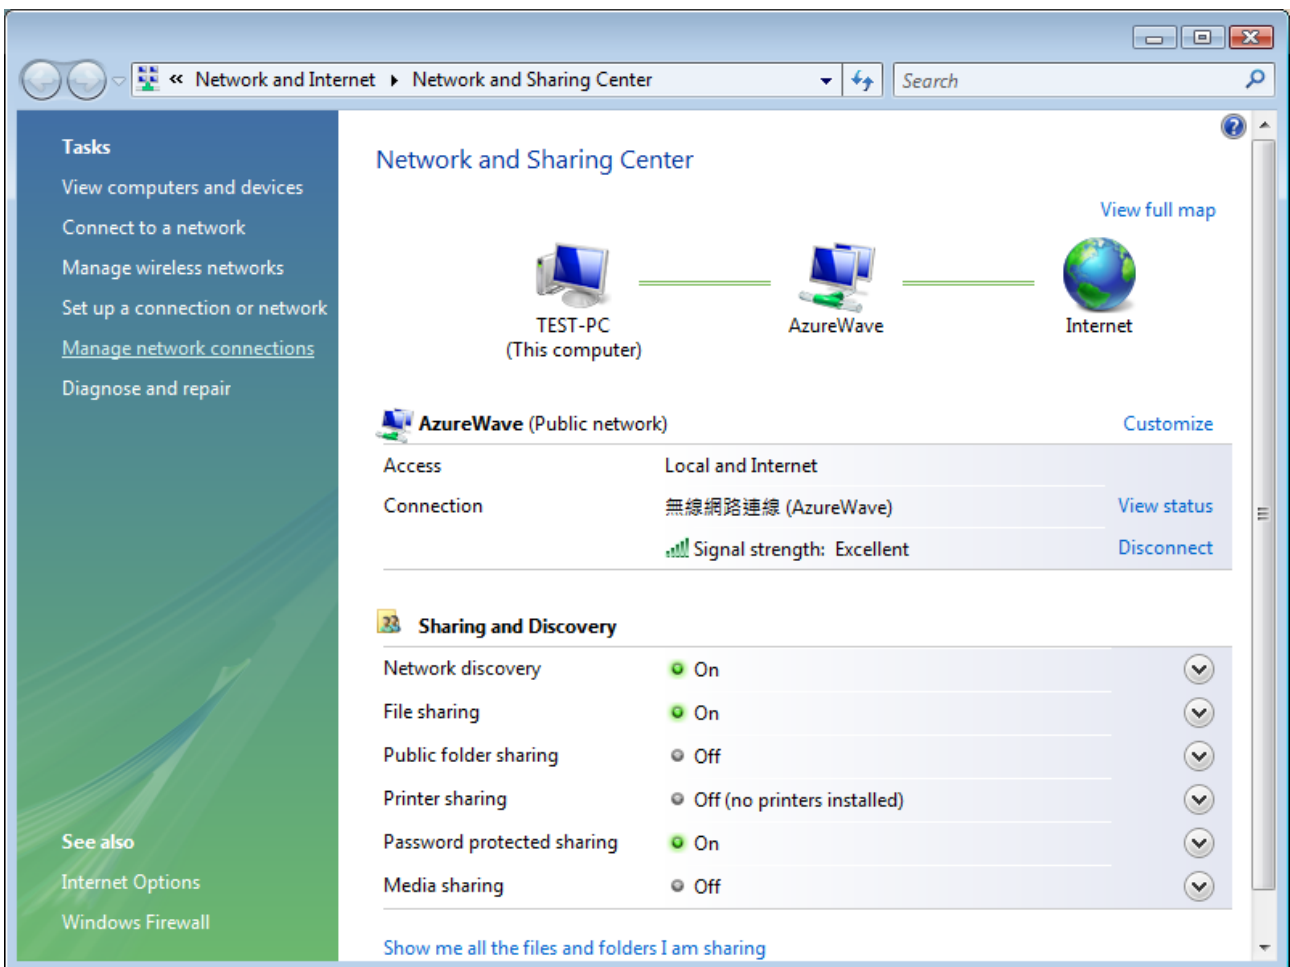 « Network and Internet ▸ Network and Sharing Center
Search
Tasks
View computers and devices
Connect to a network
Manage wireless networks
Set up a connection or network
Manage network connections
Diagnose and repair
See also
Internet Options
Windows Firewall
Network and Sharing Center
View full map
TEST-PC
(This computer)
AzureWave
Internet
AzureWave (Public network)
Customize
Access Local and Internet
Connection 無線網路連線 (AzureWave) View status
Signal strength: Excellent Disconnect
Sharing and Discovery
Network discovery On
File sharing On
Public folder sharing Off
Printer sharing Off (no printers installed)
Password protected sharing On
Media sharing Off
Show me all the files and folders I am sharing